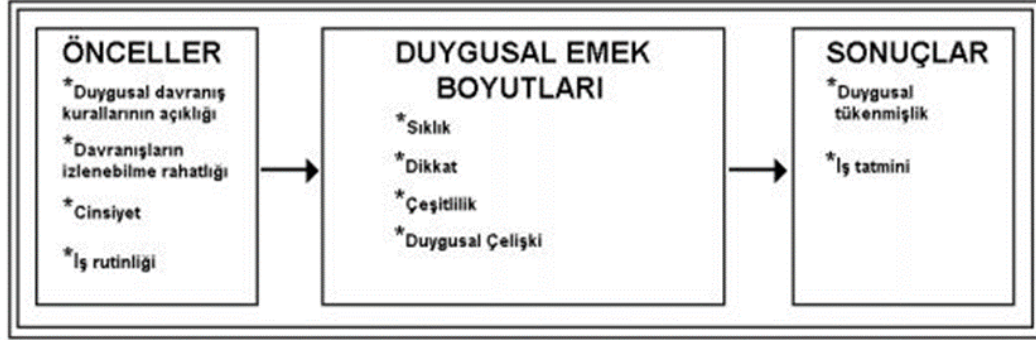 ÖNCELLER
*Duygusal davranış
kurallarının açıklığı
*Davranışların
izlenebilme rahatlığı
*Cinsiyet
*İş rutinliği
DUYGUSAL EMEK
BOYUTLARI
*Sıklık
*Dikkat
*Çeşitlilik
*Duygusal Çelişki
SONUÇLAR
*Duygusal
tükenmişlik
*İş tatmini